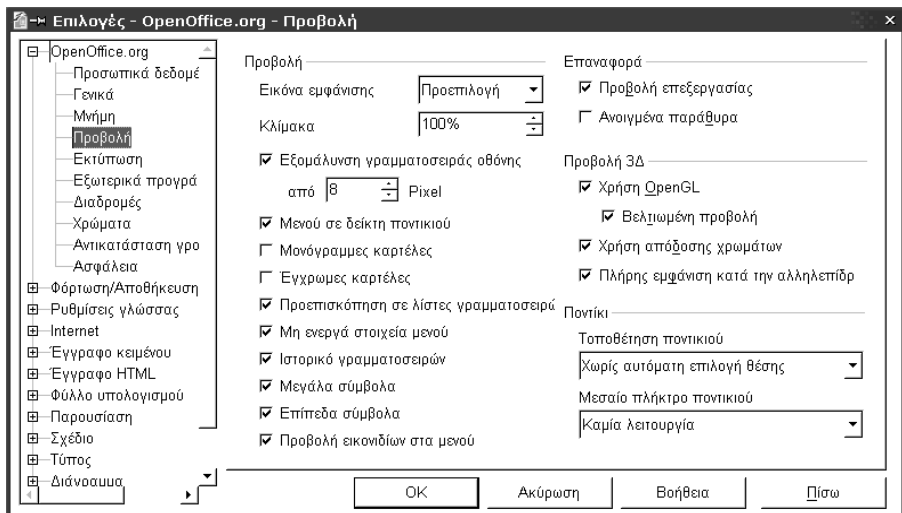 Επιλογές - OpenOffice.org - Προβολή
OpenOffice.org
Προσωπικά δεδομέ
Γενικά
Μνήμη
Προβολή
Εκτύπωση
Εξωτερικά προγρά
Διαδρομές
Χρώματα
Αντικατάσταση γρο
Ασφάλεια
Φόρτωση/Αποθήκευση
Ρυθμίσεις γλώσσας
Internet
Έγγραφο κειμένου
Έγγραφο HTML
Φύλλο υπολογισμού
Παρουσίαση
Σχέδιο
Τύπος
Διάγραμμα
Προβολή
Εικόνα εμφάνισης Προεπιλογή
Κλίμακα 100%
Εξομάλυνση γραμματοσειράς οθόνης
από 8 Pixel
Μενού σε δείκτη ποντικιού
Μονόγραμμες καρτέλες
Έγχρωμες καρτέλες
Προεπισκόπηση σε λίστες γραμματοσειρώ
Μη ενεργά στοιχεία μενού
Ιστορικό γραμματοσειρών
Μεγάλα σύμβολα
Επίπεδα σύμβολα
Προβολή εικονιδίων στα μενού
Επαναφορά
Προβολή επεξεργασίας
Ανοιγμένα παράθυρα
Προβολή 3Δ
Χρήση OpenGL
Βελτιωμένη προβολή
Χρήση απόδοσης χρωμάτων
Πλήρης εμφάνιση κατά την αλληλεπίδρ
Ποντίκι
Τοποθέτηση ποντικιού
Χωρίς αυτόματη επιλογή θέσης
Μεσαίο πλήκτρο ποντικιού
Καμία λειτουργία
OK Ακύρωση Βοήθεια Πίσω